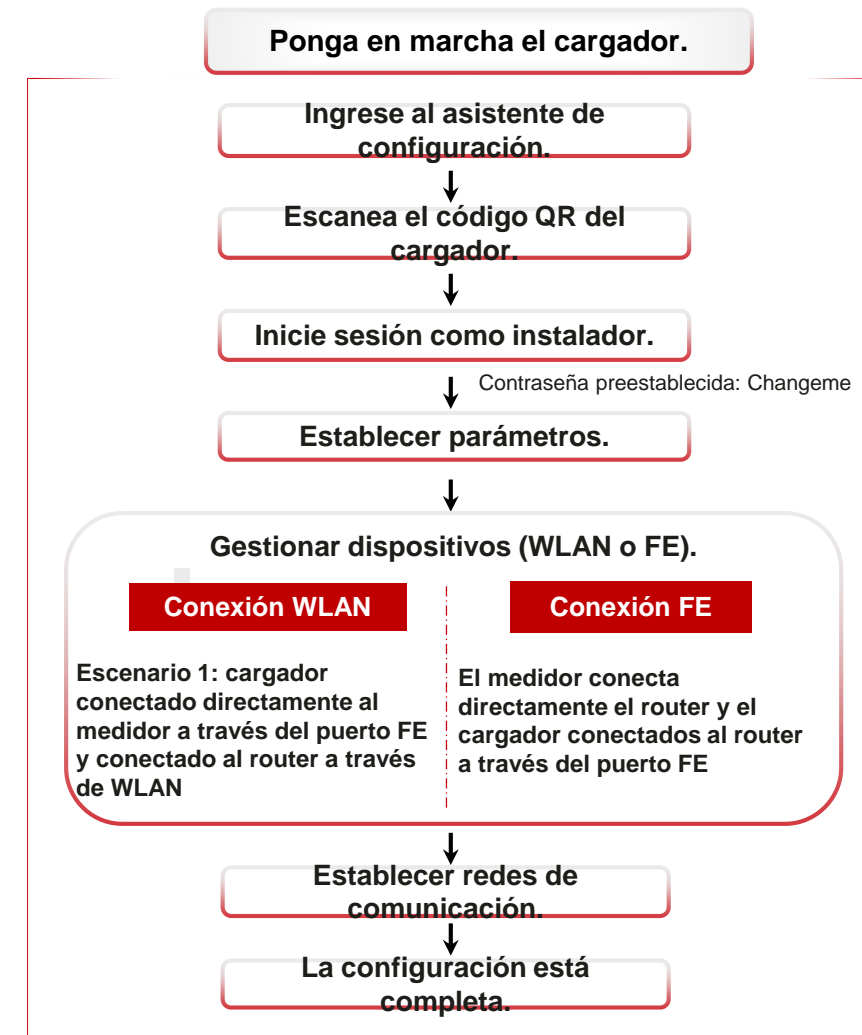 Ponga en marcha el cargador.
Ingrese al asistente de
configuración.
Escanea el código QR del
cargador.
Inicie sesión como instalador.
Contraseña preestablecida: Changeme
Establecer parámetros.
Gestionar dispositivos (WLAN o FE).
Conexión WLAN
Escenario 1: cargador
conectado directamente al
medidor a través del puerto FE
y conectado al router a través
de WLAN
Conexión FE
El medidor conecta
directamente el router y el
cargador conectados al router
a través del puerto FE
Establecer redes de
comunicación.
La configuración está
completa.